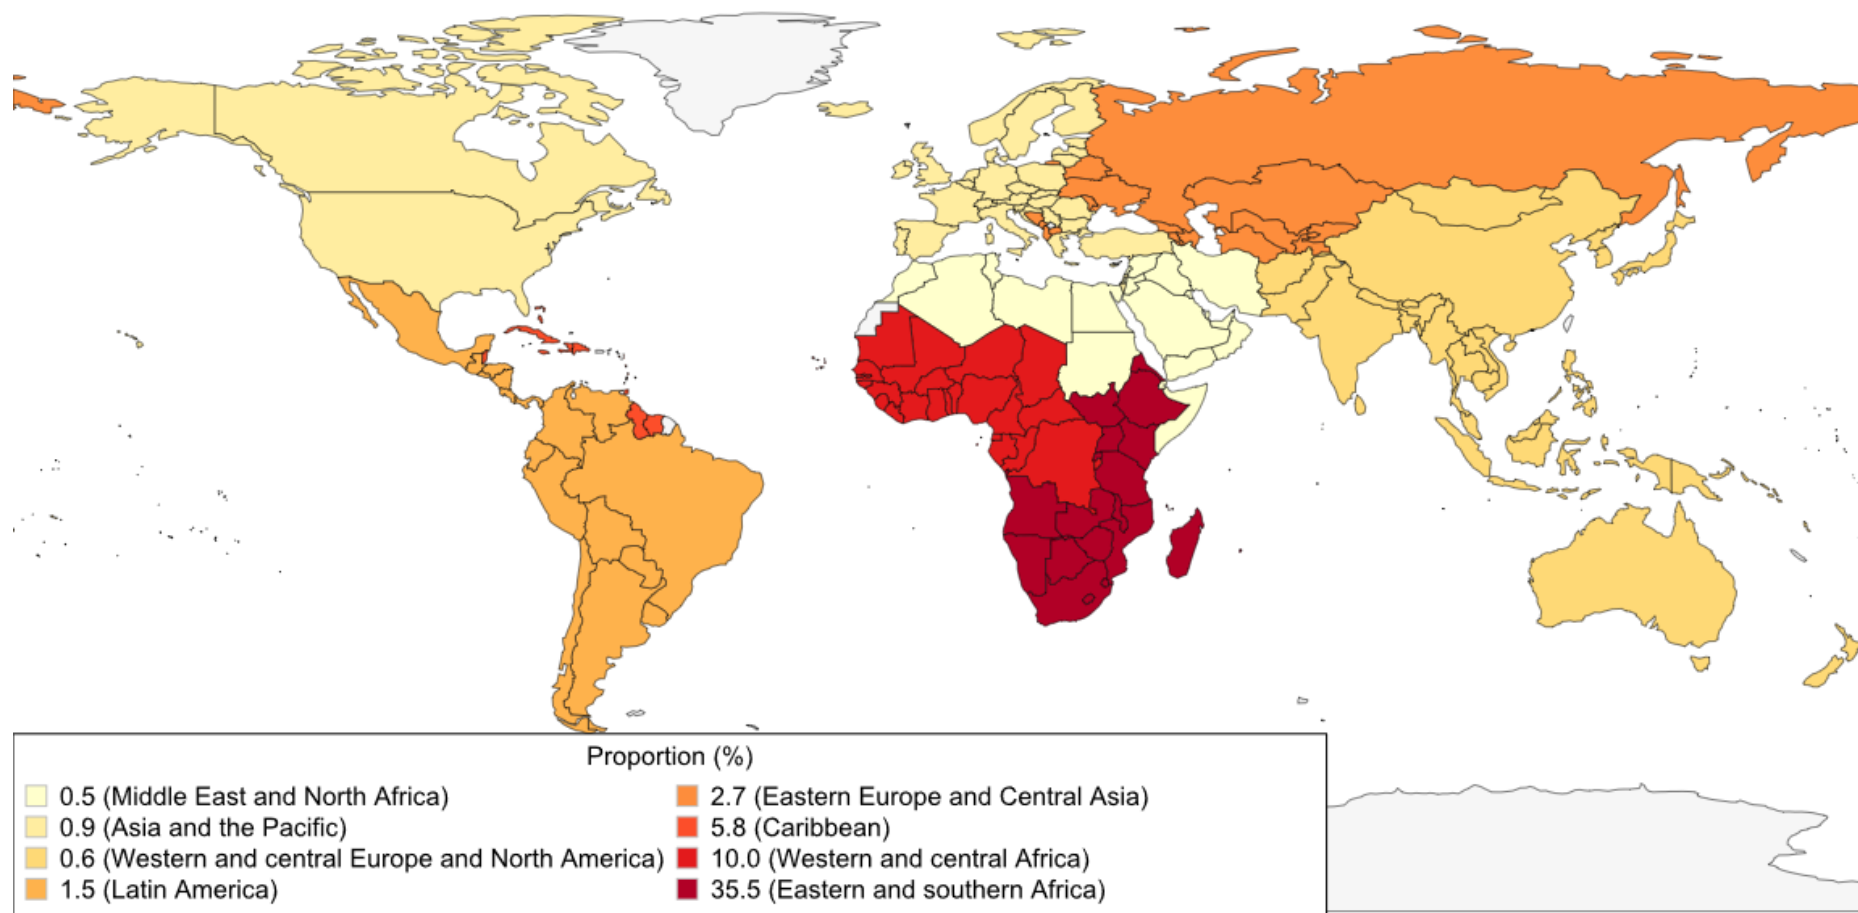 Proportion (%)
0.5 (Middle East and North Africa)
0.9 (Asia and the Pacific)
0.6 (Western and central Europe and North America)
1.5 (Latin America)
2.7 (Eastern Europe and Central Asia)
5.8 (Caribbean)
10.0 (Western and central Africa)
35.5 (Eastern and southern Africa)